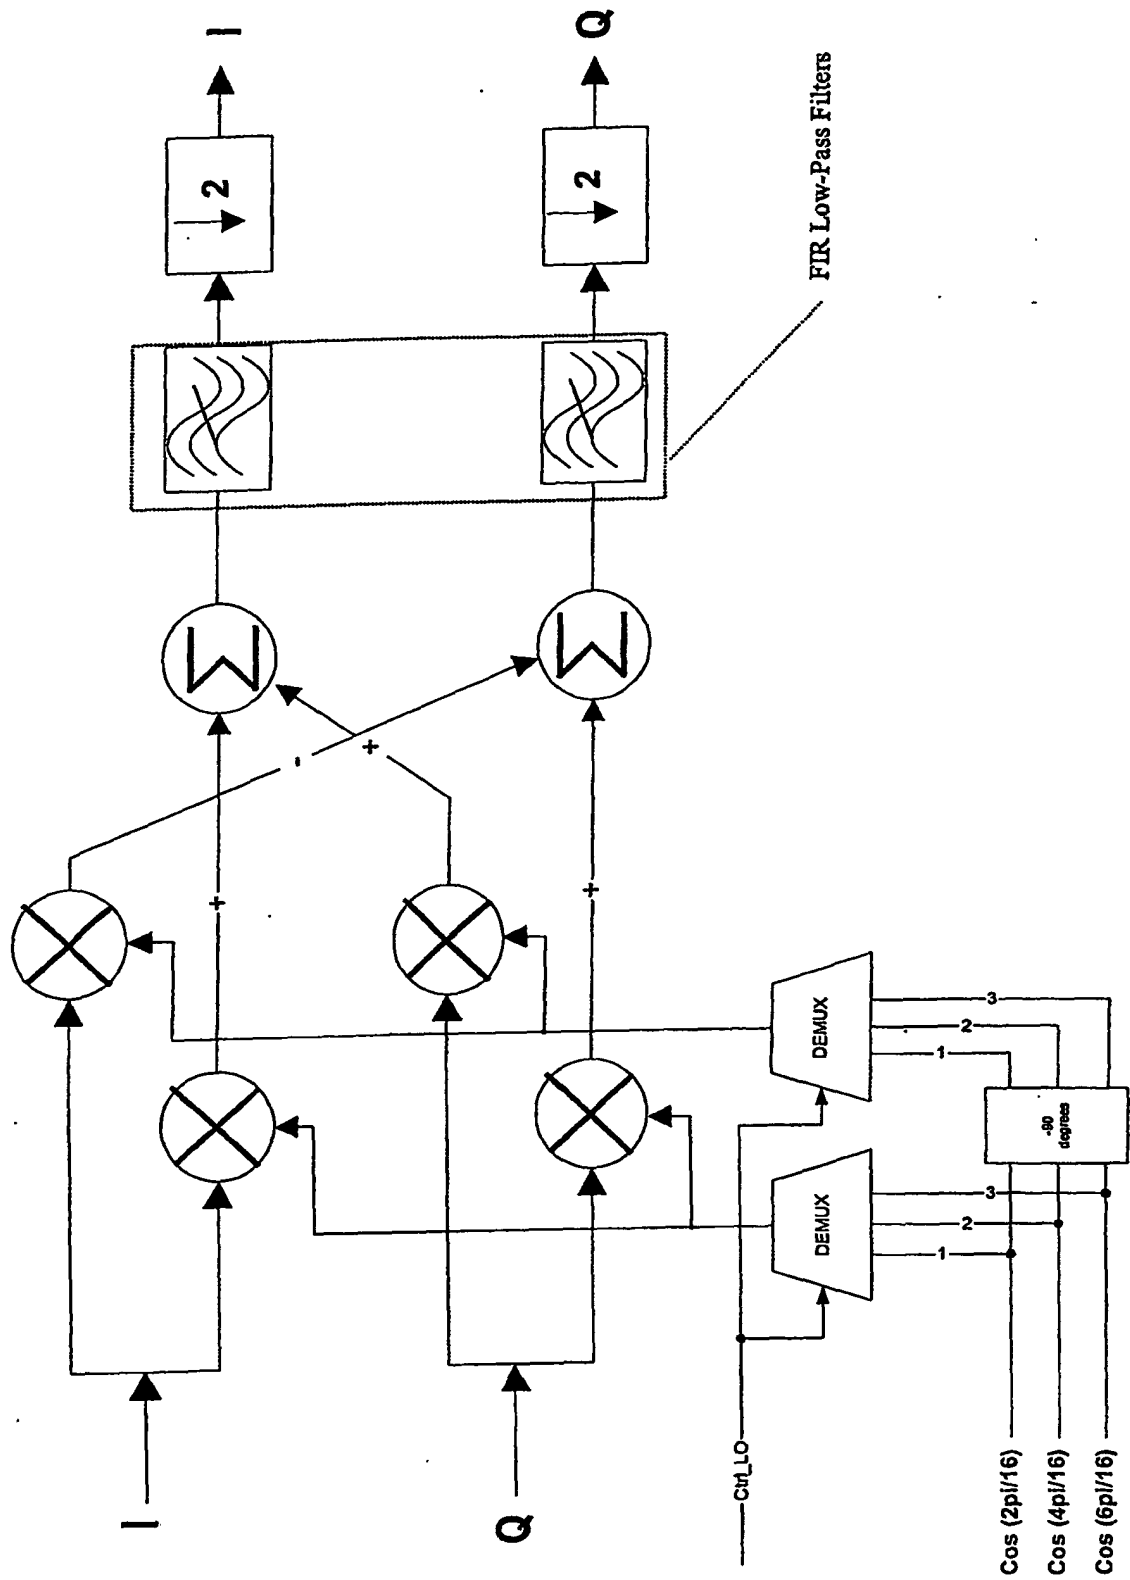 I
Q
2
2
FIR Low-Pass Filters
Σ
Σ
-
+
+
+
DEMUX
DEMUX
1
2
3
1
2
3
-90
degrees
I
Q
Ctrl_LO
Cos (2pi/16)
Cos (4pi/16)
Cos (6pi/16)